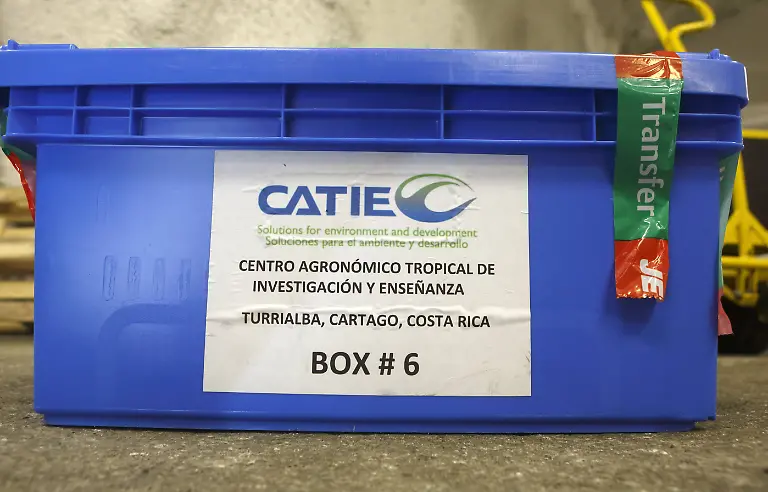 CATIE
Solutions for environment and development
Soluciones para el ambiente y desarrollo
CENTRO AGRONÓMICO TROPICAL DE
INVESTIGACIÓN Y ENSEÑANZA
TURRIALBA, CARTAGO, COSTA RICA
BOX # 6
Transfer
JE